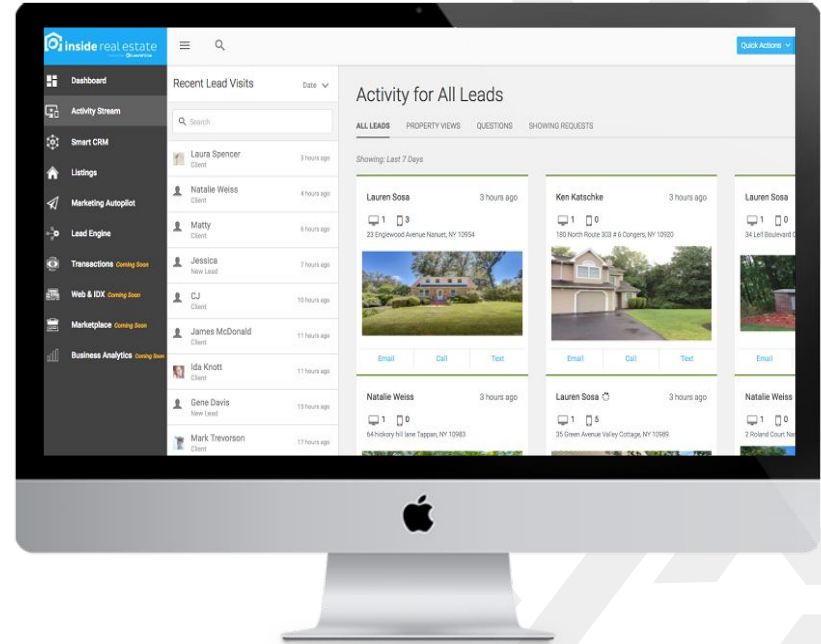 inside real estate
Quick Actions
Dashboard
Activity Stream
Smart CRM
Listings
Marketing Autopilot
Lead Engine
Transactions Coming Soon
Web & IDX Coming Soon
Marketplace Coming Soon
Business Analytics Coming Soon
Recent Lead Visits
Date
Search
Laura Spencer
3 hours ago
Client
Natalie Weiss
4 hours ago
Client
Matty
6 hours ago
Client
Jessica
7 hours ago
New Lead
CJ
10 hours ago
Client
James McDonald
11 hours ago
Client
Ida Knott
11 hours ago
Client
Gene Davis
15 hours ago
New Lead
Mark Trevorson
17 hours ago
Client
Activity for All Leads
ALL LEADS PROPERTY VIEWS QUESTIONS SHOWING REQUESTS
Showing: Last 7 Days
Lauren Sosa 3 hours ago
1 3
23 Englewood Avenue Nanuet, NY 10954
Email Call Text
Ken Katschke 3 hours ago
1 0
180 North Route 303 # 6 Congers, NY 10920
Email Call Text
Lauren Sosa
1 0
34 Leif Boulevard
Email
Natalie Weiss 3 hours ago
1 0
64 hickory hill lane Tappan, NY 10983
Lauren Sosa 3 hours ago
1 5
35 Green Avenue Valley Cottage, NY 10989
Natalie Weiss
1 0
2 Roland Court